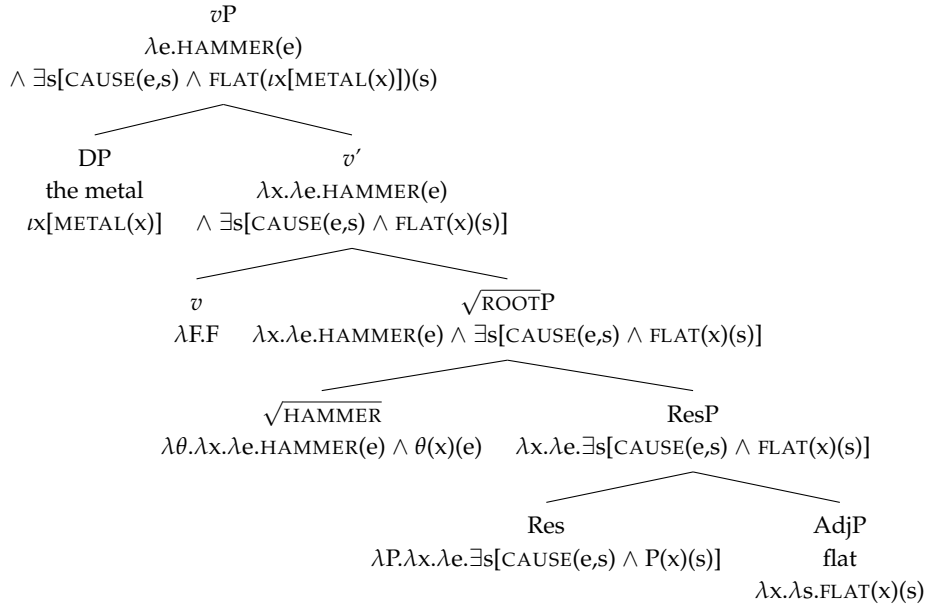 vP
λe.HAMMER(e)
∧ ∃s[CAUSE(e,s) ∧ FLAT(ιx[METAL(x)])(s)
DP v'
the metal λx.λe.HAMMER(e)
ιx[METAL(x)] ∧ ∃s[CAUSE(e,s) ∧ FLAT(x)(s)]
v √ROOTP
λF.F λx.λe.HAMMER(e) ∧ ∃s[CAUSE(e,s) ∧ FLAT(x)(s)]
√HAMMER ResP
λθ.λx.λe.HAMMER(e) ∧ θ(x)(e) λx.λe.∃s[CAUSE(e,s) ∧ FLAT(x)(s)]
Res AdjP
λP.λx.λe.∃s[CAUSE(e,s) ∧ P(x)(s)] flat
λx.λs.FLAT(x)(s)